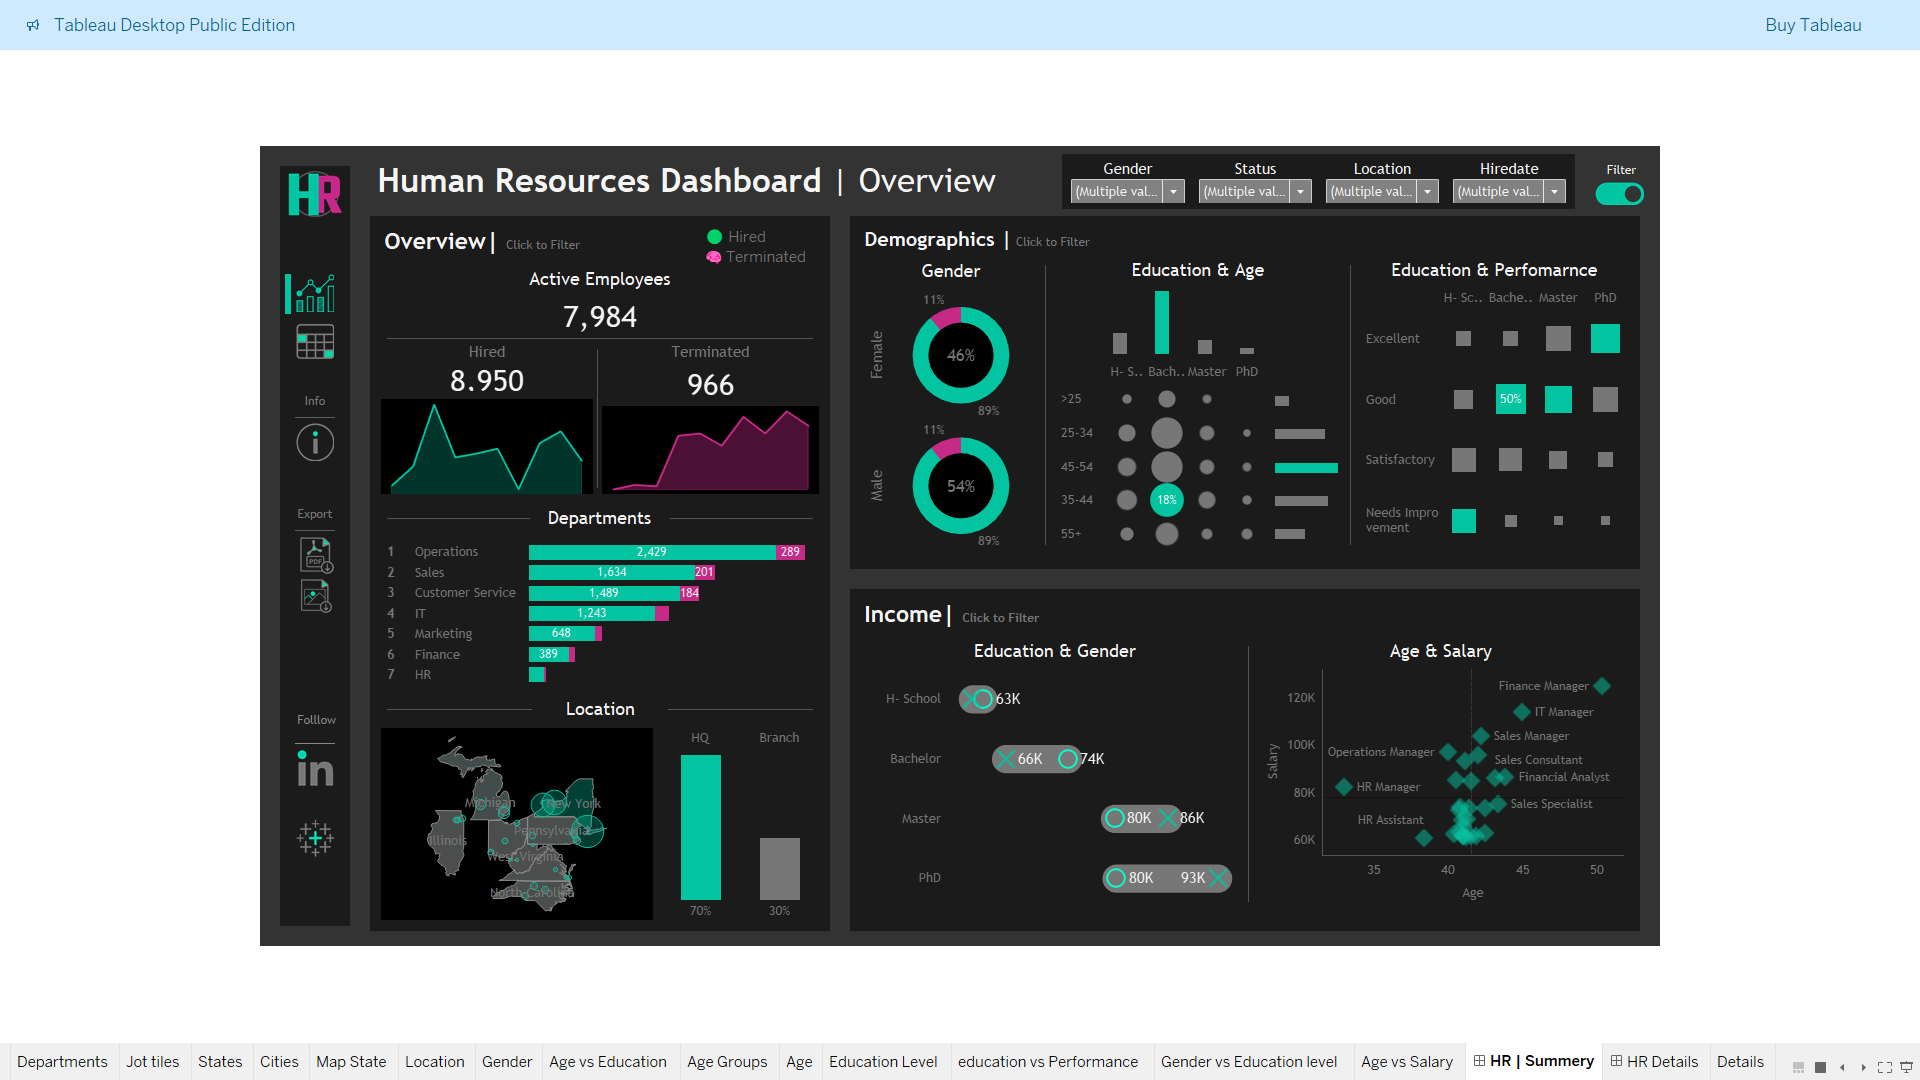 Tableau Desktop Public Edition
Buy Tableau
HR
Human Resources Dashboard | Overview
Gender
Status
Location
Hiredate
Filter
(Multiple val...
(Multiple val...
(Multiple val...
(Multiple val...
Overview| Click to Filter
Hired
Terminated
Active Employees
7,984
Hired
8.950
Terminated
966
Info
Export
PDF
Folllow
in
Departments
1 Operations 2,429 289
2 Sales 1,634 201
3 Customer Service 1,489 184
4 IT 1,243
5 Marketing 648
6 Finance 389
7 HR
Location
Michigan
New York
Illinois
Pennsylvania
West Virginia
North Carolina
HQ
Branch
70%
30%
Demographics | Click to Filter
Gender
Female
11%
46%
89%
Male
11%
54%
89%
Education & Age
H- S.. Bach.. Master PhD
>25
25-34
45-54
35-44 18%
55+
Education & Perfomarnce
H- Sc.. Bache.. Master PhD
Excellent
Good 50%
Satisfactory
Needs Impro
vement
Income| Click to Filter
Education & Gender
H- School 63K
Bachelor 66K 74K
Master 80K 86K
PhD 80K 93K
Age & Salary
Salary
120K
100K
80K
60K
Finance Manager
IT Manager
Sales Manager
Operations Manager
Sales Consultant
Financial Analyst
HR Manager
Sales Specialist
HR Assistant
35 40 45 50
Age
Departments Jot tiles States Cities Map State Location Gender Age vs Education Age Groups Age Education Level education vs Performance Gender vs Education level Age vs Salary HR | Summery HR Details Details